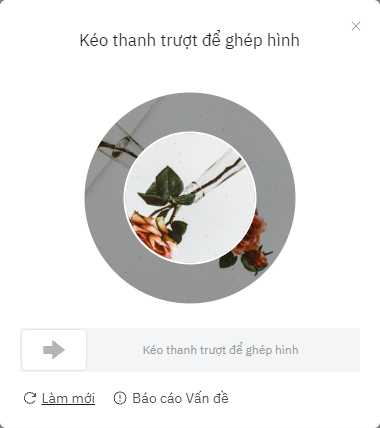 Kéo thanh trượt để ghép hình
Kéo thanh trượt để ghép hình
Làm mới
Báo cáo Vấn đề